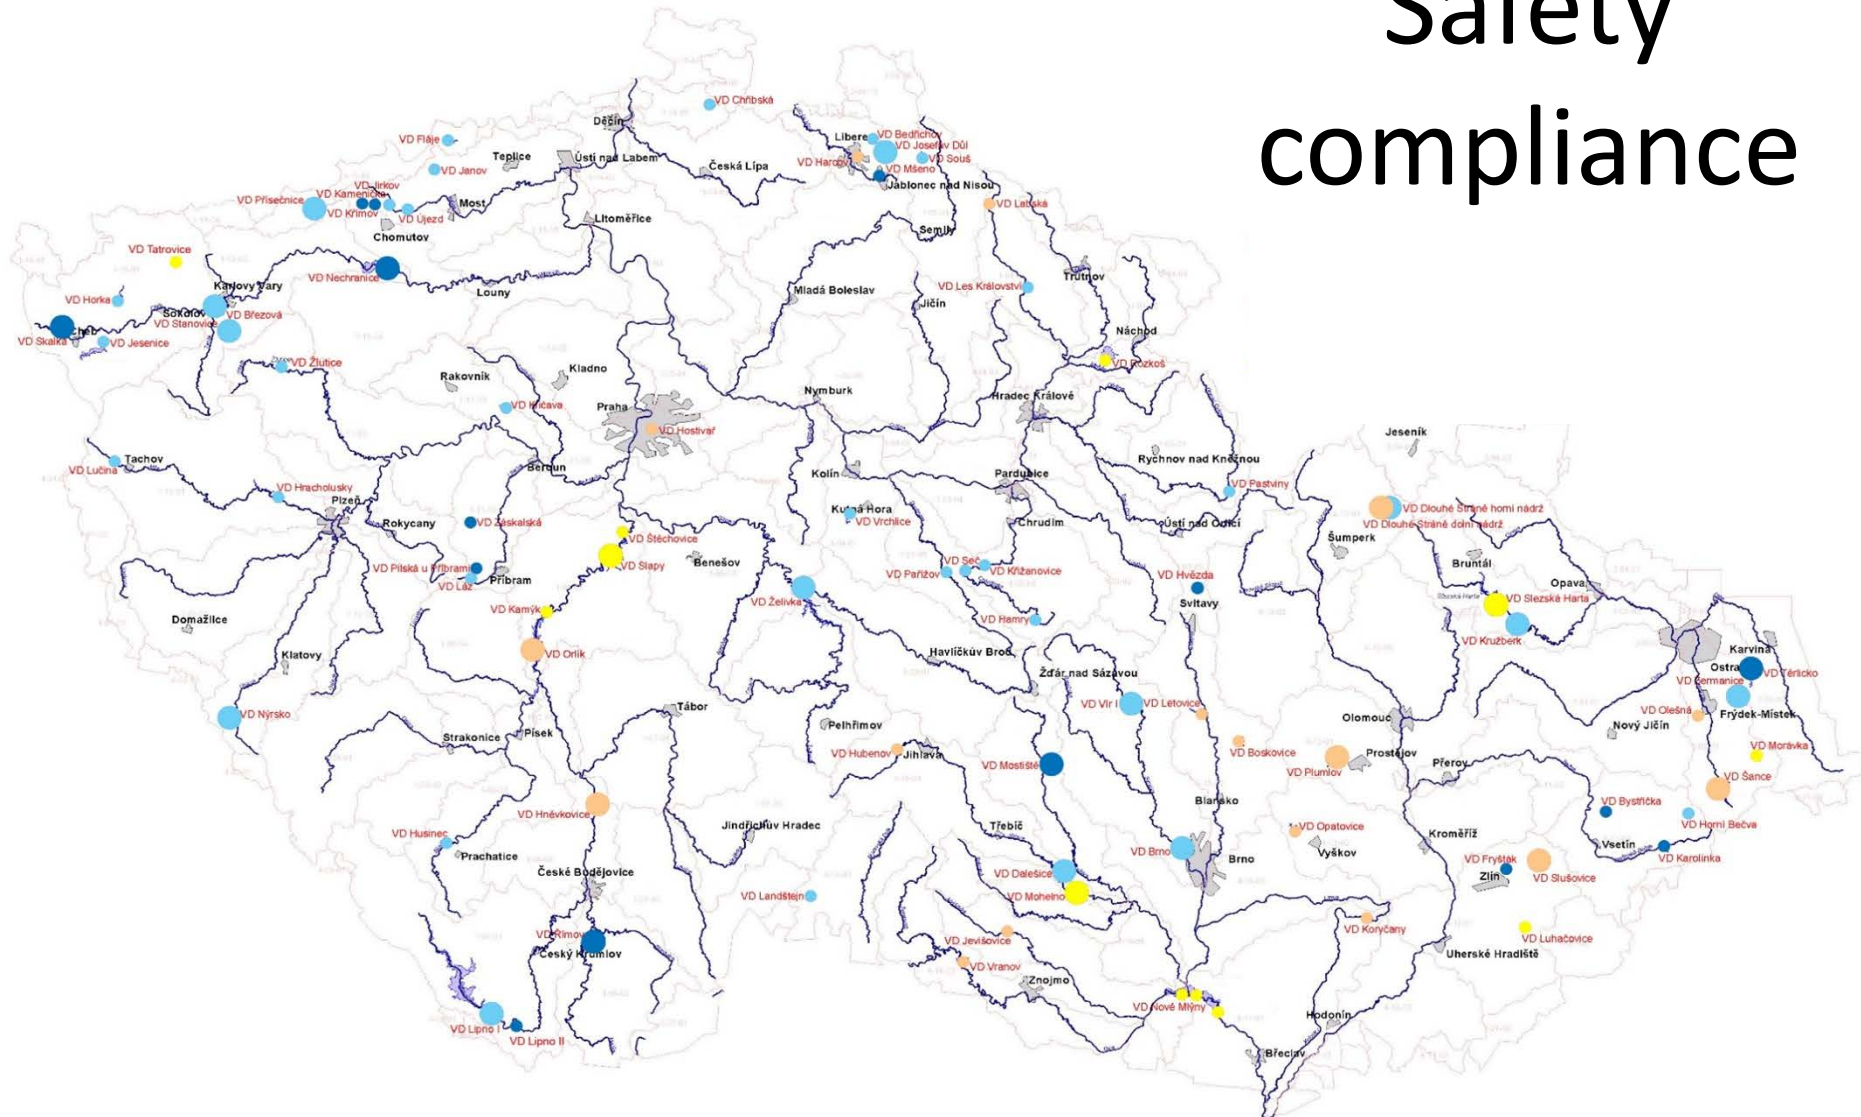 Safety
compliance
VD Chřibská
Děčín
VD Fláje
Liberec
VD Bedřichov
VD Josefův Důl
VD Souš
VD Harcov
VD Mšeno
Teplice
Ústí nad Labem
Česká Lípa
VD Janov
Jablonec nad Nisou
VD Jirkov
VD Kamenička
VD Přísečnice
VD Křimov
VD Újezd
Most
VD Labská
Litoměřice
Chomutov
Semily
VD Tatrovice
VD Nechranice
Trutnov
Karlovy Vary
VD Les Království
Louny
Mladá Boleslav
Jičín
VD Horka
Sokolov
VD Březová
VD Stanovice
Cheb
VD Skalka
VD Jesenice
Náchod
VD Rozkoš
VD Žlutice
Rakovník
Kladno
Nymburk
Hradec Králové
VD Klíčava
Praha
VD Hostivař
Jeseník
Tachov
VD Lučina
Beroun
Kolín
Pardubice
Rychnov nad Kněžnou
VD Hracholusky
VD Pastviny
Plzeň
Kutná Hora
VD Vrchlice
VD Dlouhé Stráně horní nádrž
VD Dlouhé Stráně dolní nádrž
Rokycany
VD Záskalská
Chrudim
Ústí nad Orlicí
Šumperk
VD Štěchovice
VD Slapy
Benešov
Bruntál
VD Pilská u Příbrami
Příbram
VD Láz
VD Seč
VD Pařížov
VD Křižanovice
VD Hvězda
Svitavy
Opava
Slezská Harta
VD Slezská Harta
VD Kamýk
VD Želivka
VD Hamry
Domažlice
VD Kružberk
Klatovy
VD Orlík
Havlíčkův Brod
Karviná
Ostrava
VD Těrlicko
VD Žermanice
Žďár nad Sázavou
VD Vír I
VD Letovice
VD Nýrsko
Tábor
VD Olešná
Frýdek-Místek
Olomouc
Nový Jičín
Strakonice
Písek
Pelhřimov
VD Hubenov
Jihlava
VD Mostiště
VD Boskovice
VD Plumlov
Prostějov
Přerov
VD Morávka
VD Šance
VD Hněvkovice
Blansko
VD Bystřička
VD Horní Bečva
VD Husinec
Prachatice
Jindřichův Hradec
Třebíč
VD Opatovice
Vyškov
Kroměříž
Vsetín
VD Karolinka
České Budějovice
VD Brno
Brno
VD Fryšták
Zlín
VD Slušovice
VD Dalešice
VD Mohelno
VD Landštejn
VD Římov
Český Krumlov
VD Jevišovice
VD Koryčany
VD Luhačovice
Uherské Hradiště
VD Vranov
Znojmo
VD Nové Mlýny
Hodonín
VD Lipno I
VD Lipno II
Břeclav